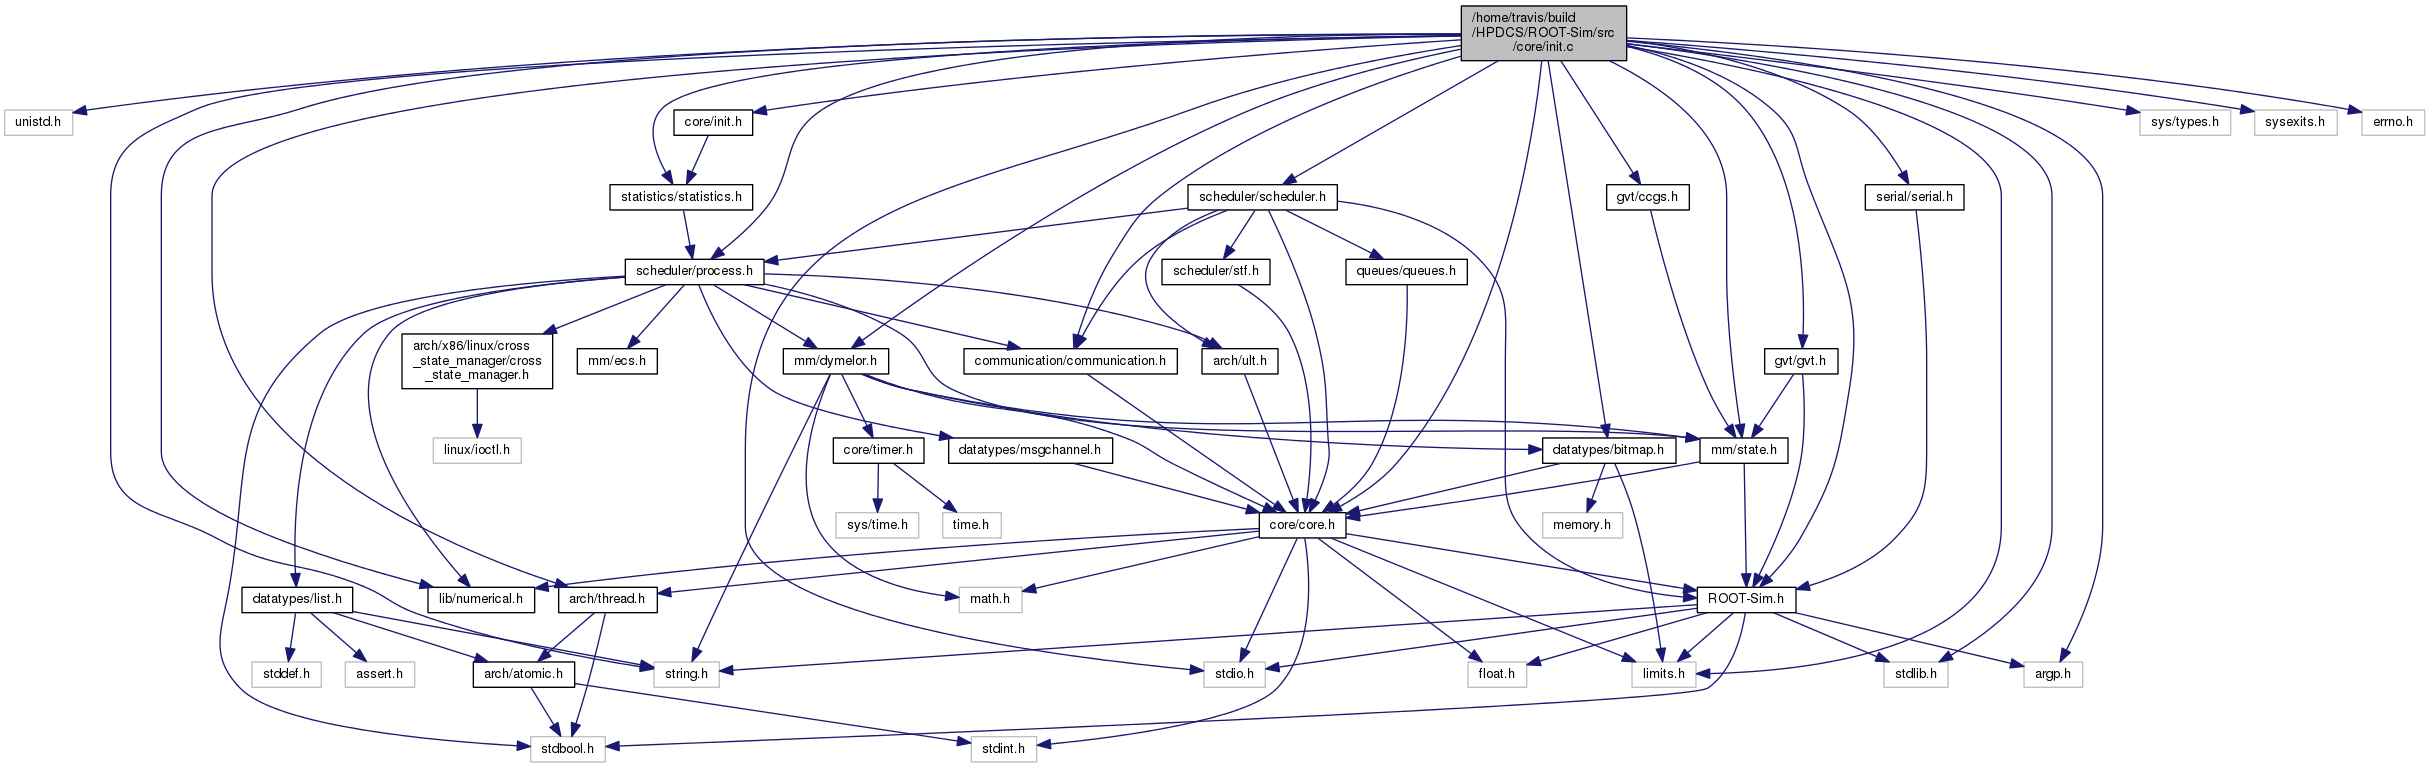 /home/travis/build
/HPDCS/ROOT-Sim/src
/core/init.c
unistd.h
core/init.h
sys/types.h
sysexits.h
errno.h
statistics/statistics.h
scheduler/scheduler.h
gvt/ccgs.h
serial/serial.h
scheduler/process.h
scheduler/stf.h
queues/queues.h
arch/x86/linux/cross
_state_manager/cross
_state_manager.h
mm/ecs.h
mm/dymelor.h
communication/communication.h
arch/ult.h
gvt/gvt.h
linux/ioctl.h
core/timer.h
datatypes/msgchannel.h
datatypes/bitmap.h
mm/state.h
sys/time.h
time.h
core/core.h
memory.h
datatypes/list.h
lib/numerical.h
arch/thread.h
math.h
ROOT-Sim.h
stddef.h
assert.h
arch/atomic.h
string.h
stdio.h
float.h
limits.h
stdlib.h
argp.h
stdbool.h
stdint.h